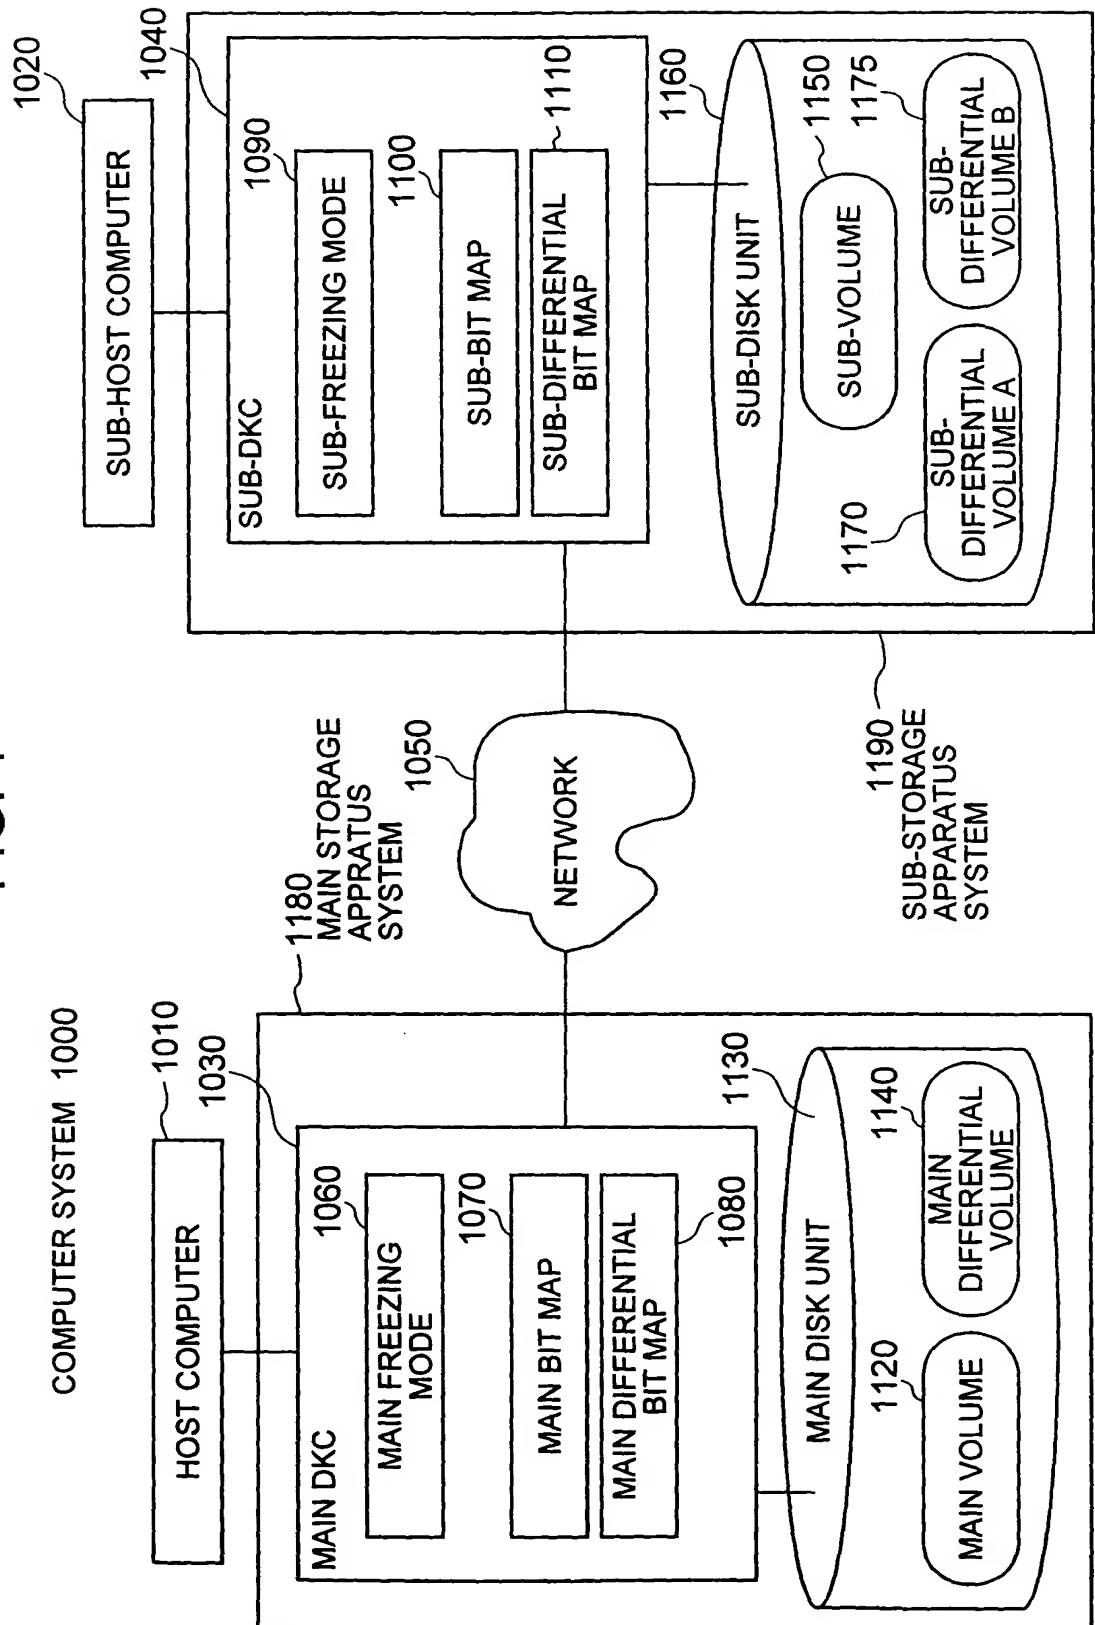 COMPUTER SYSTEM 1000
HOST COMPUTER
1010
1030
MAIN DKC
MAIN FREEZING
MODE
1060
MAIN BIT MAP
1070
MAIN DIFFERENTIAL
BIT MAP
1080
MAIN DISK UNIT
1130
MAIN VOLUME
1120
MAIN
DIFFERENTIAL
VOLUME
1140
1180
MAIN STORAGE
APPRATUS
SYSTEM
NETWORK
1050
SUB-HOST COMPUTER
1020
1040
SUB-DKC
SUB-FREEZING MODE
1090
SUB-BIT MAP
1100
SUB-DIFFERENTIAL
BIT MAP
1110
SUB-DISK UNIT
1160
SUB-VOLUME
1150
1170
SUB-
DIFFERENTIAL
VOLUME A
SUB-
DIFFERENTIAL
VOLUME B
1175
1190
SUB-STORAGE
APPARATUS
SYSTEM